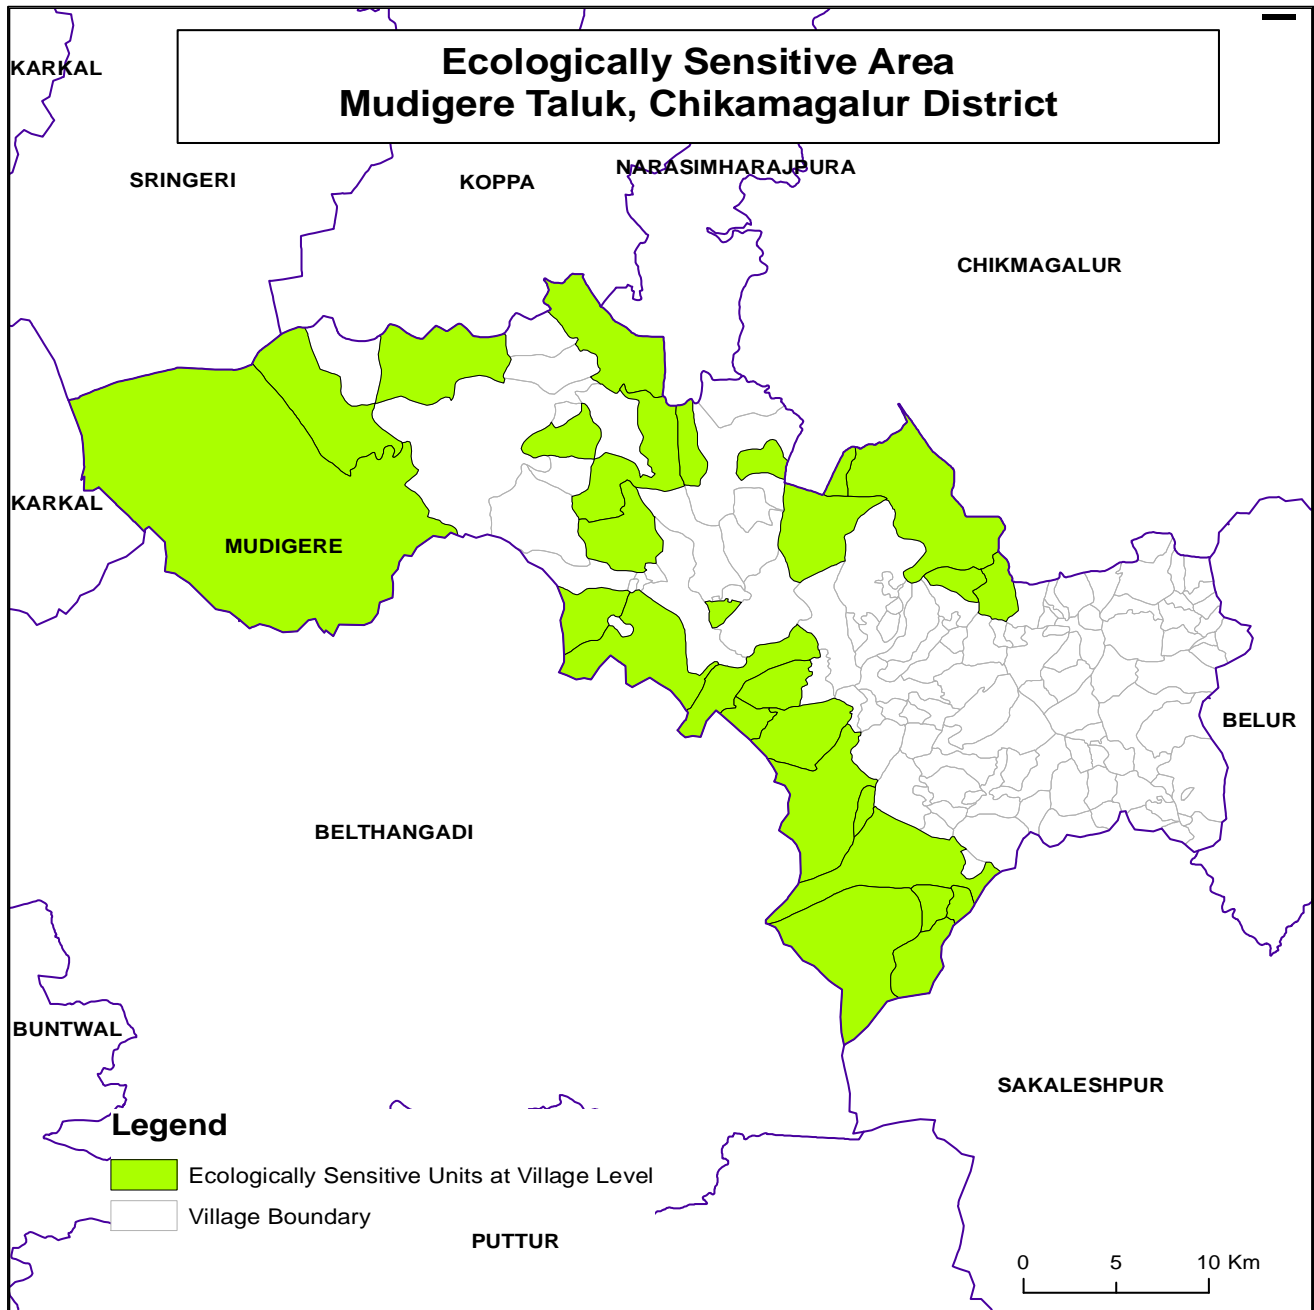 Ecologically Sensitive Area
Mudigere Taluk, Chikamagalur District
KARKAL
NARASIMHARAJPURA
SRINGERI
KOPPA
CHIKMAGALUR
KARKAL
MUDIGERE
BELUR
BELTHANGADI
BUNTWAL
SAKALESHPUR
Legend
Ecologically Sensitive Units at Village Level
Village Boundary
PUTTUR
0 5 10 Km